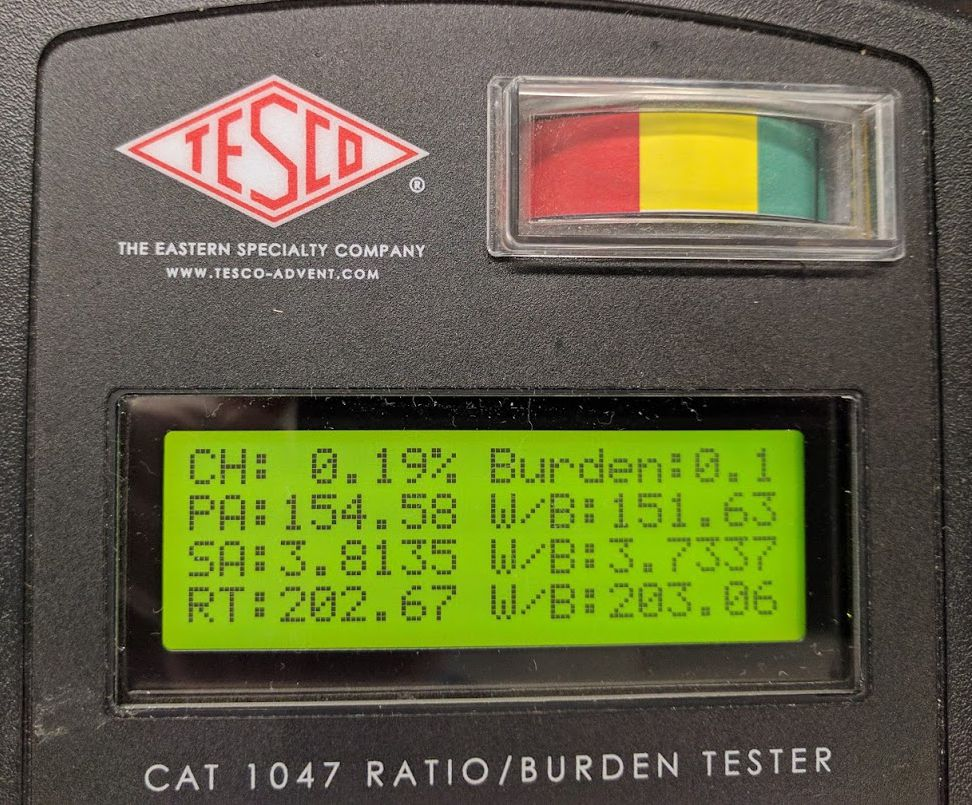 TESCO
®
THE EASTERN SPECIALTY COMPANY
WWW.TESCO-ADVENT.COM
CH: 0.19% Burden:0.1
PA:154.58 W/B:151.63
SA:3.8135 W/B:3.7337
RT:202.67 W/B:203.06
CAT 1047 RATIO/BURDEN TESTER